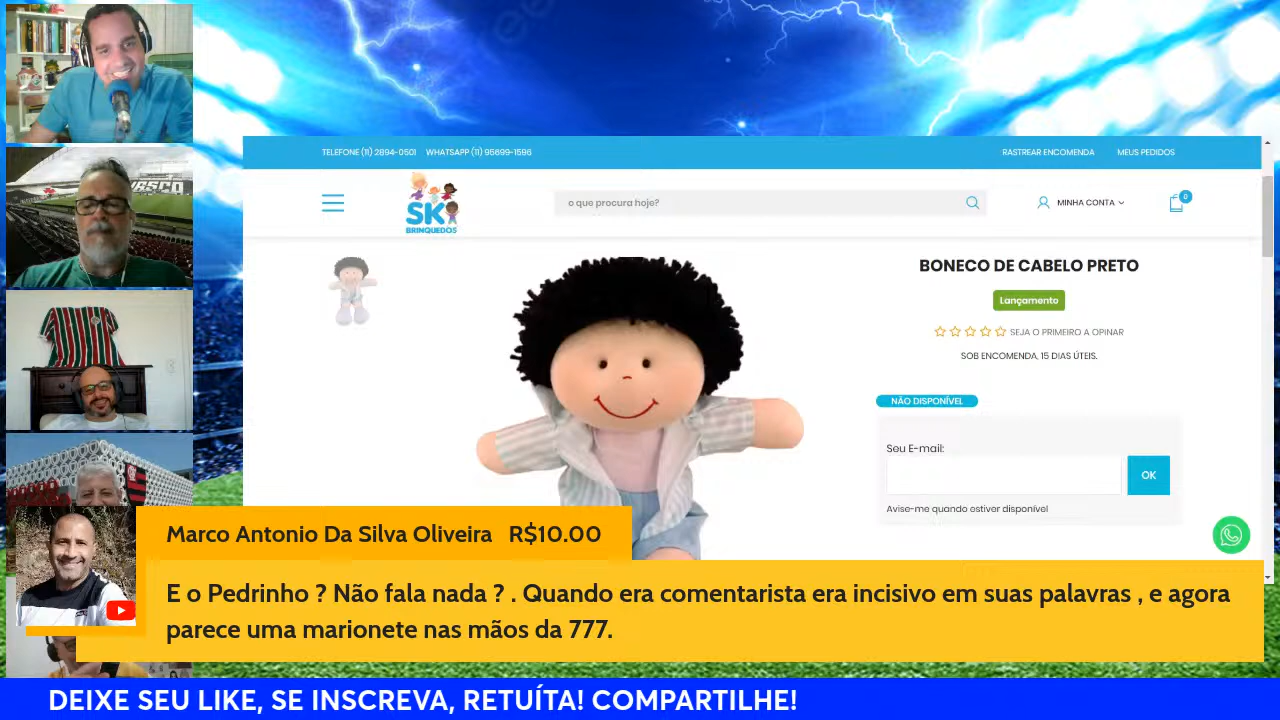 TELEFONE (11) 2894-0501 WHATSAPP (11) 95699-1596
RASTREAR ENCOMENDA MEUS PEDIDOS
SK
BRINQUEDOS
o que procura hoje?
MINHA CONTA
0
BONECO DE CABELO PRETO
Lançamento
SEJA O PRIMEIRO A OPINAR
SOB ENCOMENDA, 15 DIAS ÚTEIS.
NÃO DISPONÍVEL
Seu E-mail:
OK
Avise-me quando estiver disponível
Marco Antonio Da Silva Oliveira R$10.00
E o Pedrinho ? Não fala nada ? . Quando era comentarista era incisivo em suas palavras , e agora
parece uma marionete nas mãos da 777.
DEIXE SEU LIKE, SE INSCREVA, RETUÍTA! COMPARTILHE!